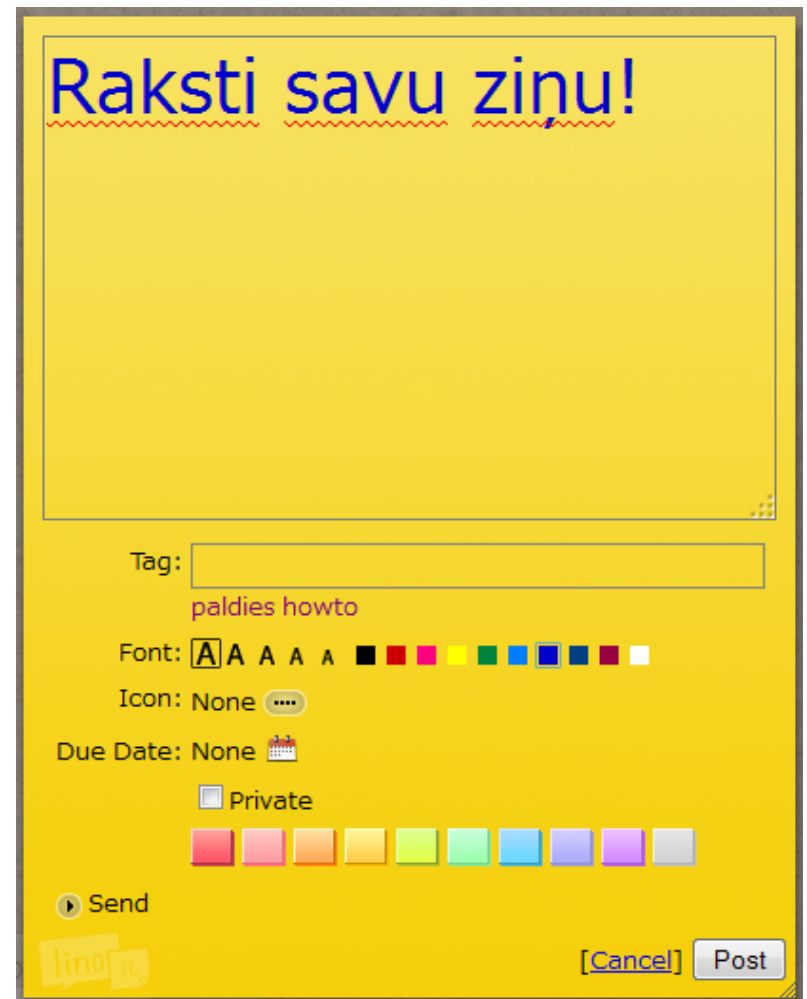 Raksti savu ziņu!
Tag:
paldies howto
Font: A A A A A
Icon: None
Due Date: None
Private
Send
lino it
[Cancel] Post